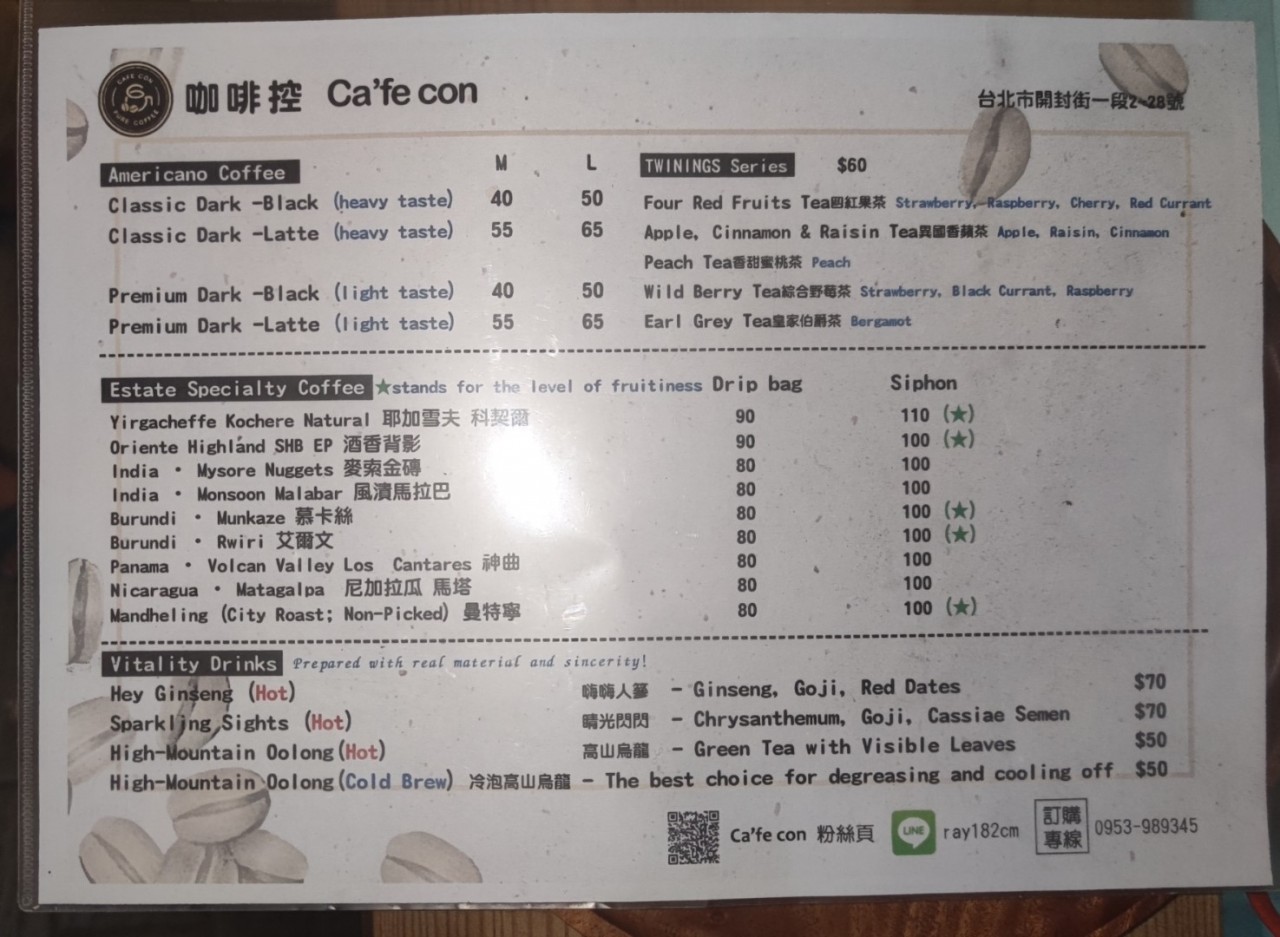 CAFE CON
PURE COFFEE
咖啡控 Ca'fe con
台北市開封街一段2-28號
Americano Coffee M L
Classic Dark -Black (heavy taste) 40 50
Classic Dark -Latte (heavy taste) 55 65
Premium Dark -Black (light taste) 40 50
Premium Dark -Latte (light taste) 55 65
TWININGS Series $60
Four Red Fruits Tea四紅果茶 Strawberry, Raspberry, Cherry, Red Currant
Apple, Cinnamon & Raisin Tea異國香蘋茶 Apple, Raisin, Cinnamon
Peach Tea香甜蜜桃茶 Peach
Wild Berry Tea綜合野莓茶 Strawberry, Black Currant, Raspberry
Earl Grey Tea皇家伯爵茶 Bergamot
Estate Specialty Coffee ★stands for the level of fruitiness Drip bag Siphon
Yirgacheffe Kochere Natural 耶加雪夫 科契爾 90 110 (★)
Oriente Highland SHB EP 酒香背影 90 100 (★)
India • Mysore Nuggets 麥索金磚 80 100
India • Monsoon Malabar 風漬馬拉巴 80 100
Burundi • Munkaze 慕卡絲 80 100 (★)
Burundi • Rwiri 艾爾文 80 100 (★)
Panama • Volcan Valley Los Cantares 神曲 80 100
Nicaragua • Matagalpa 尼加拉瓜 馬塔 80 100
Mandheling (City Roast; Non-Picked) 曼特寧 80 100 (★)
Vitality Drinks Prepared with real material and sincerity!
Hey Ginseng (Hot) 嗨嗨人蔘 - Ginseng, Goji, Red Dates $70
Sparkling Sights (Hot) 睛光閃閃 - Chrysanthemum, Goji, Cassiae Semen $70
High-Mountain Oolong(Hot) 高山烏龍 - Green Tea with Visible Leaves $50
High-Mountain Oolong(Cold Brew) 冷泡高山烏龍 - The best choice for degreasing and cooling off $50
Ca'fe con 粉絲頁 LINE ray182cm 訂購專線 0953-989345